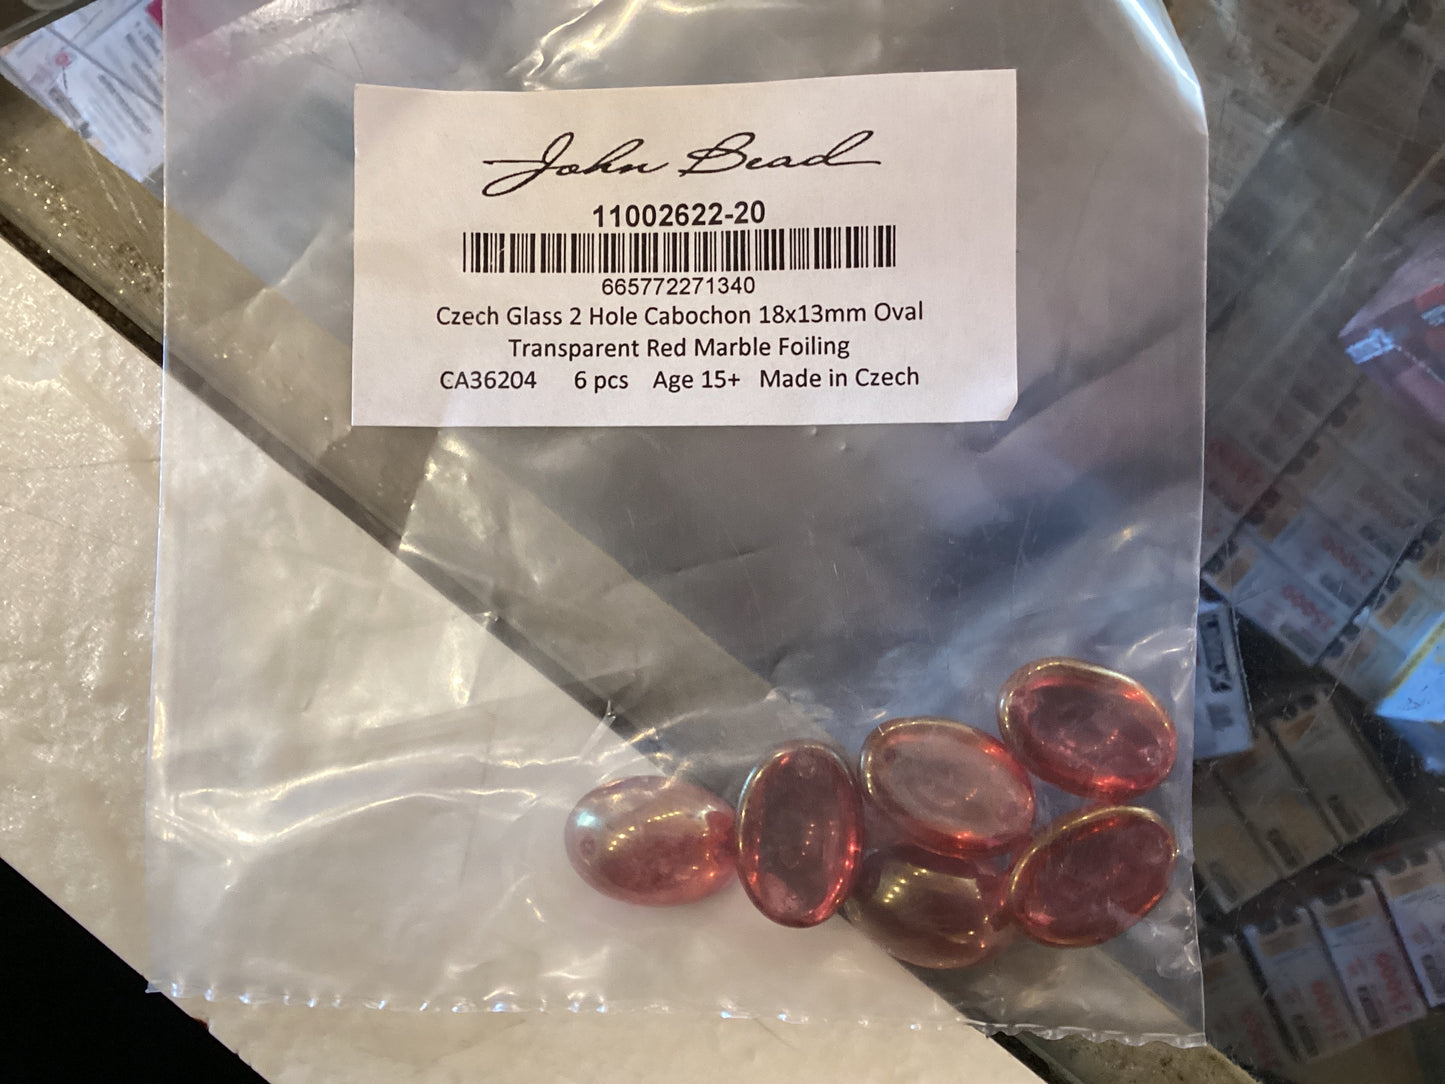 John Bead
11002622-20
665772271340
Czech Glass 2 Hole Cabochon 18x13mm Oval
Transparent Red Marble Foiling
CA36204 6 pcs Age 15+ Made in Czech